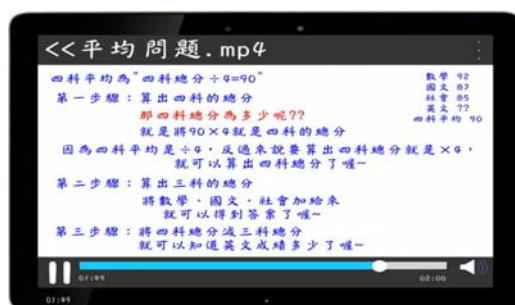 <<平均問題.mp4
四科平均為"四科總分÷4=90"
數學 92
國文 87
社會 85
英文 ??
四科平均 90
第一步驟：算出四科的總分
那四科總分為多少呢??
就是將90×4就是四科的總分
因為四科平均是÷4，反過來說要算出四科總分就是×4，
就可以算出四科總分了喔~
第二步驟：算出三科的總分
將數學、國文、社會加給來
就可以得到答案了喔~
第三步驟：將四科總分減三科總分
就可以知道英文成績多少了喔~
01:49
02:00
01:49